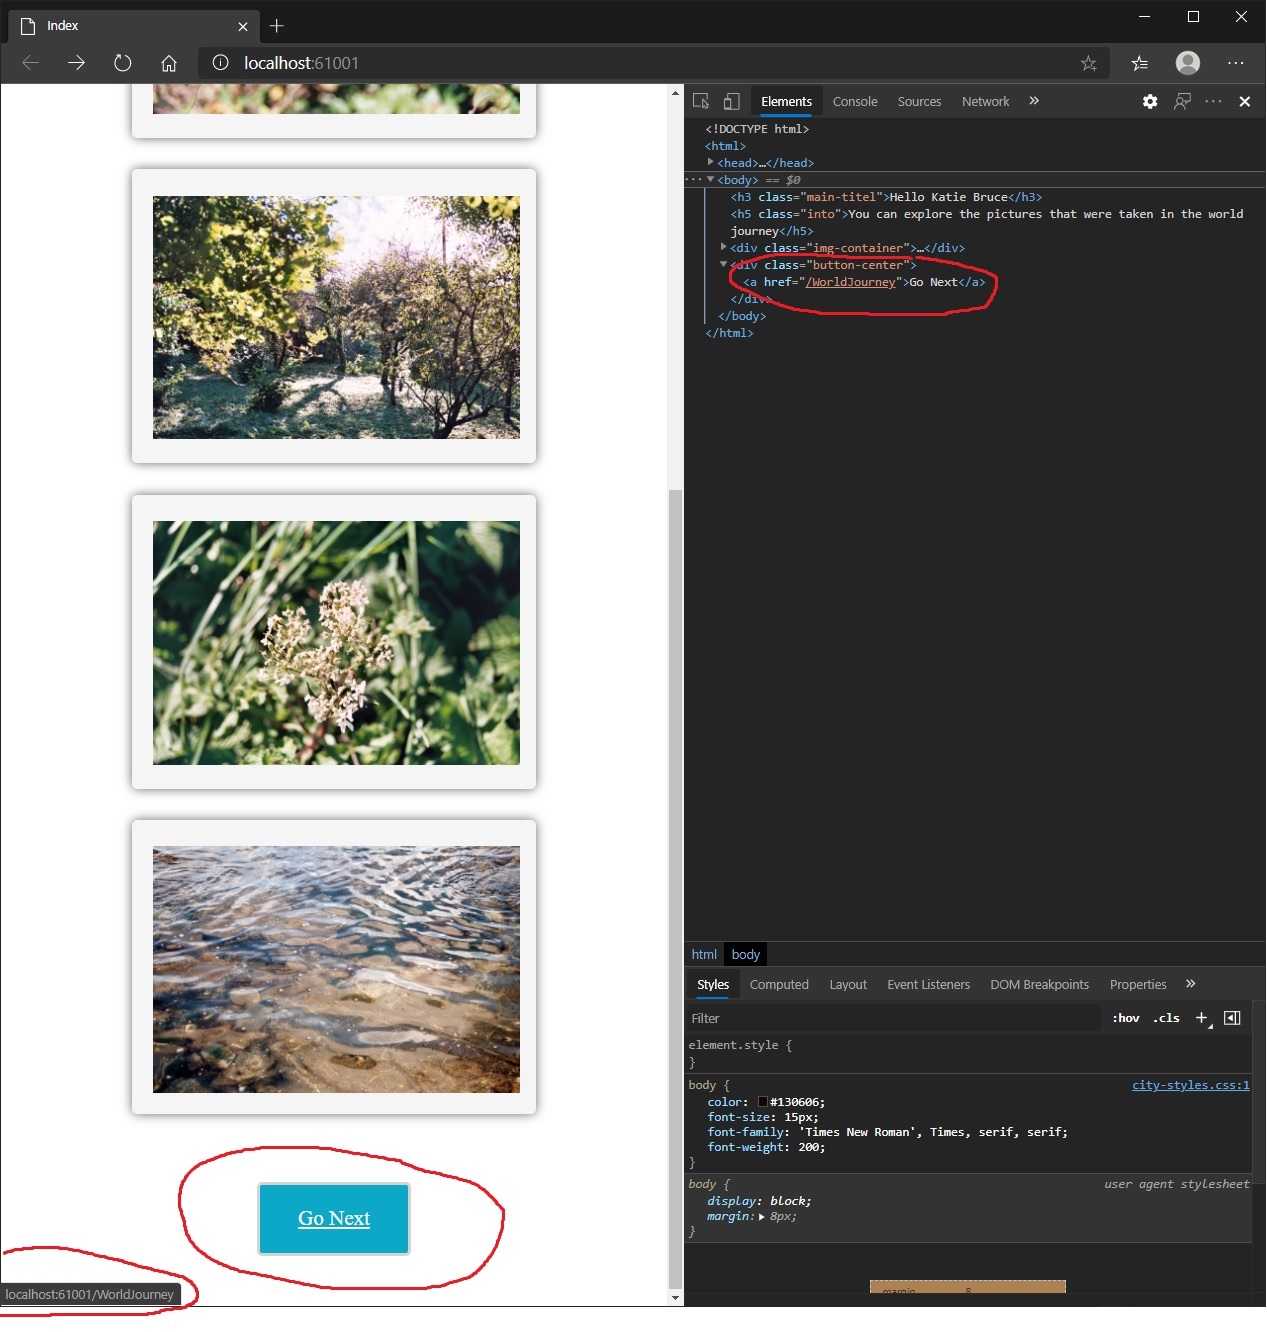 Index
localhost:61001
Elements Console Sources Network »
<!DOCTYPE html>
<html>
<head>…</head>
<body> == $0
<h3 class="main-titel">Hello Katie Bruce</h3>
<h5 class="into">You can explore the pictures that were taken in the world
journey</h5>
<div class="img-container">…</div>
<div class="button-center">
<a href="/WorldJourney">Go Next</a>
</div>
</body>
</html>
html body
Styles Computed Layout Event Listeners DOM Breakpoints Properties »
Filter :hov .cls +
element.style {
}
body { city-styles.css:1
color: #130606;
font-size: 15px;
font-family: 'Times New Roman', Times, serif, serif;
font-weight: 200;
}
body { user agent stylesheet
display: block;
margin: 8px;
}
margin 8
Go Next
localhost:61001/WorldJourney